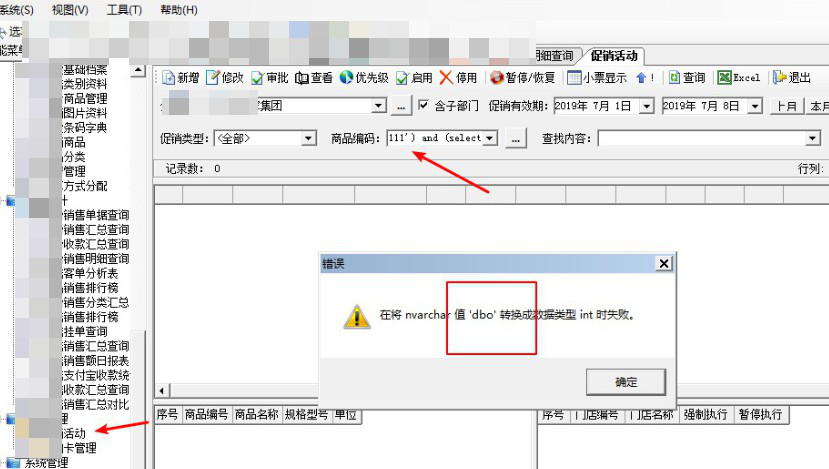 系统(S) 视图(V) 工具(T) 帮助(H)
明细查询 促销活动
新增 修改 审批 查看 优先级 启用 停用 暂停/恢复 小票显示 ! 查询 Excel 退出
集团 ... 含子部门 促销有效期: 2019年 7月 1日 2019年 7月 8日 上月 本月
促销类型: <全部> 商品编码: 111') and (select ... 查找内容:
记录数: 0 行列:
基础档案
类别资料
商品管理
图片资料
条码字典
商品
分类
管理
方式分配
计
销售单据查询
销售汇总查询
收款汇总查询
销售明细查询
客单分析表
销售排行榜
销售分类汇总
销售排行榜
挂单查询
销售汇总查询
销售额日报表
支付宝收款统
收款汇总查询
销售汇总对比
理
活动
卡管理
系统管理
错误
在将 nvarchar 值 'dbo' 转换成数据类型 int 时失败。
确定
序号 商品编号 商品名称 规格型号 单位
序号 门店编号 门店名称 强制执行 暂停执行